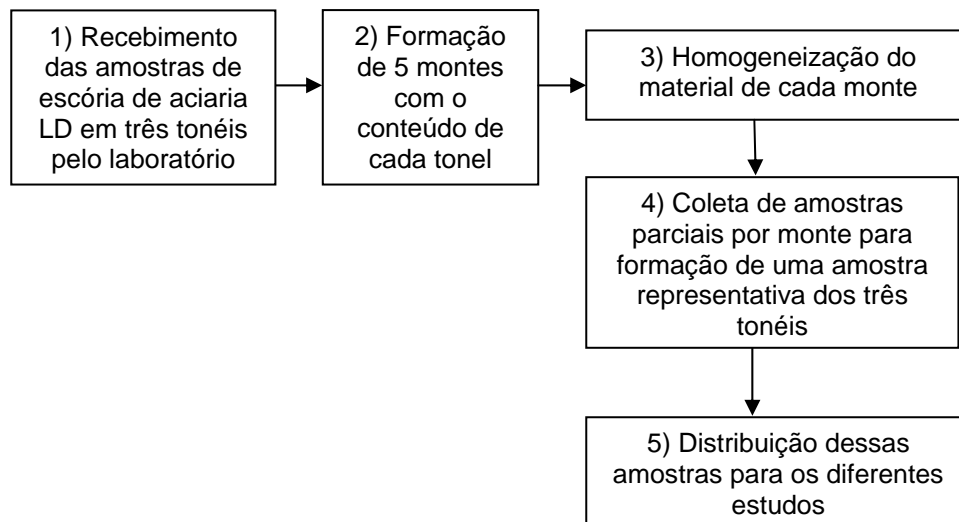 1) Recebimento
das amostras de
escória de aciaria
LD em três tonéis
pelo laboratório
2) Formação
de 5 montes
com o
conteúdo de
cada tonel
3) Homogeneização do
material de cada monte
4) Coleta de amostras
parciais por monte para
formação de uma amostra
representativa dos três
tonéis
5) Distribuição dessas
amostras para os diferentes
estudos